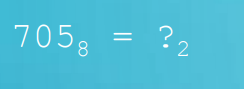 705₈ = ?₂